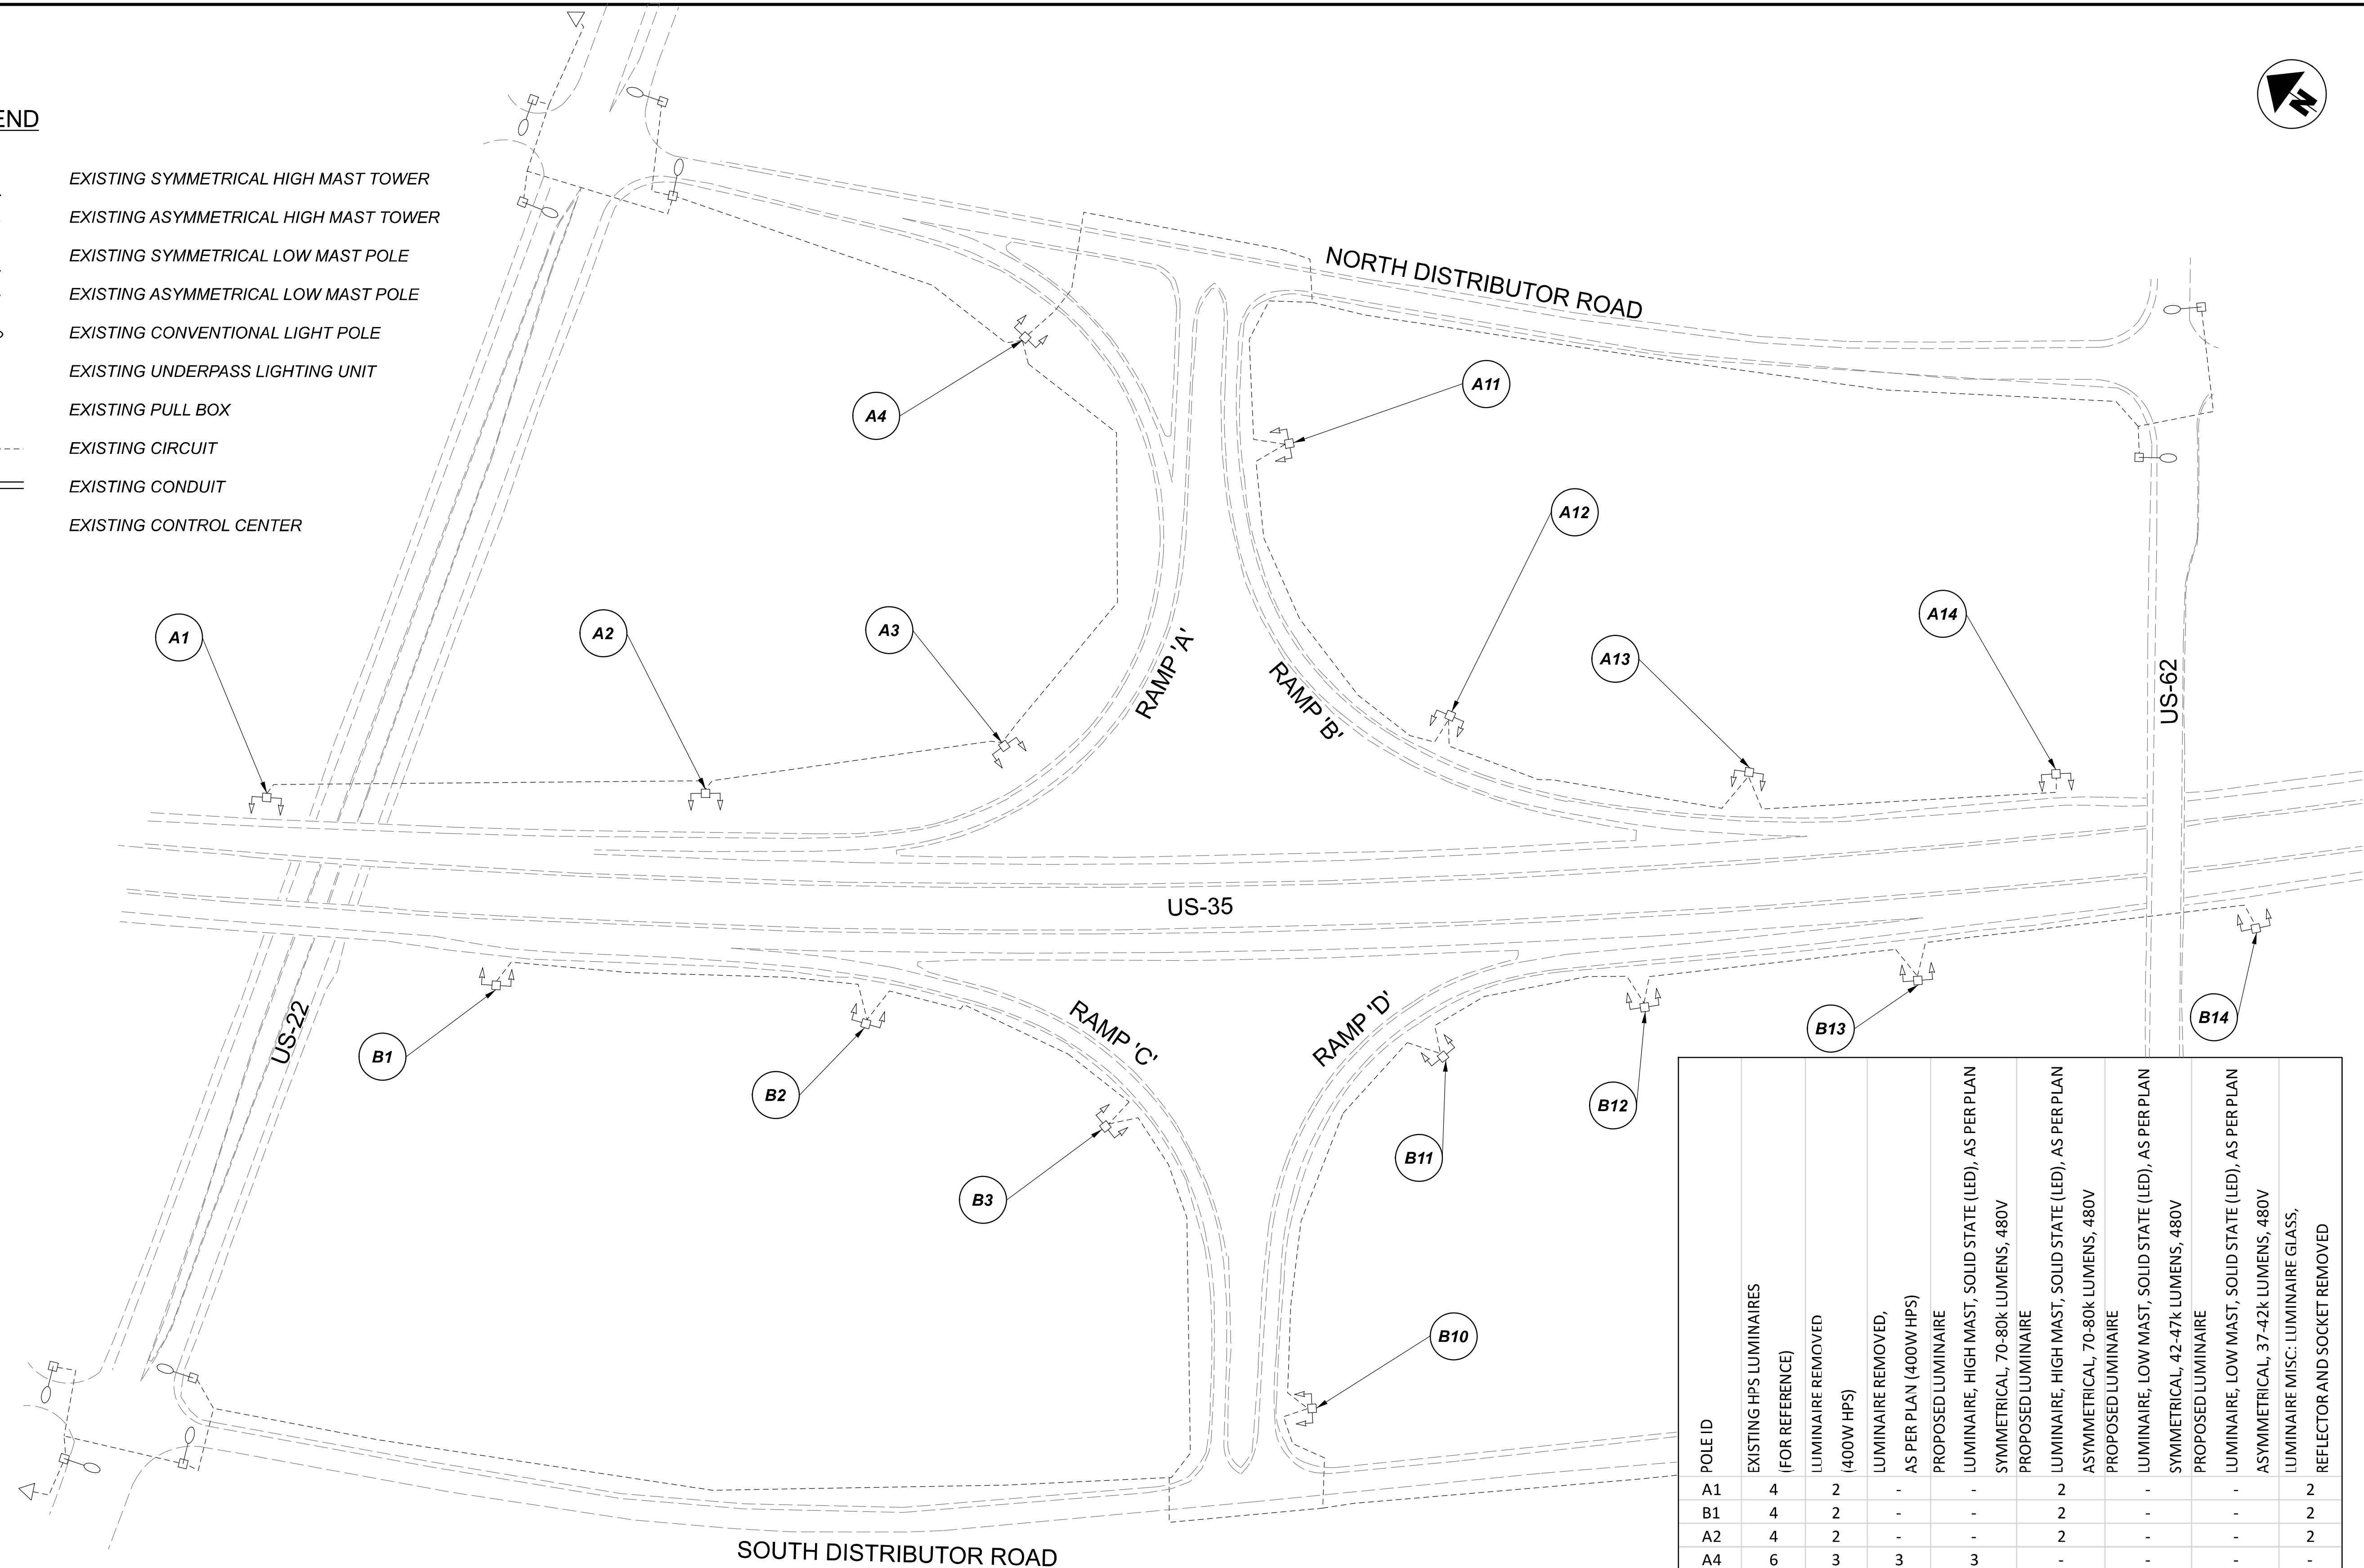 END
EXISTING SYMMETRICAL HIGH MAST TOWER
EXISTING ASYMMETRICAL HIGH MAST TOWER
EXISTING SYMMETRICAL LOW MAST POLE
EXISTING ASYMMETRICAL LOW MAST POLE
EXISTING CONVENTIONAL LIGHT POLE
EXISTING UNDERPASS LIGHTING UNIT
EXISTING PULL BOX
EXISTING CIRCUIT
EXISTING CONDUIT
EXISTING CONTROL CENTER
N
NORTH DISTRIBUTOR ROAD
A4
A11
A12
A1
A2
A3
A13
A14
RAMP 'A'
RAMP 'B'
US-62
US-35
US-22
RAMP 'C'
RAMP 'D'
B1
B2
B3
B10
B11
B12
B13
B14
SOUTH DISTRIBUTOR ROAD
POLE ID
EXISTING HPS LUMINAIRES
(FOR REFERENCE)
LUMINAIRE REMOVED
(400W HPS)
LUMINAIRE REMOVED,
AS PER PLAN (400W HPS)
PROPOSED LUMINAIRE
LUMINAIRE, HIGH MAST, SOLID STATE (LED), AS PER PLAN
SYMMETRICAL, 70-80k LUMENS, 480V
PROPOSED LUMINAIRE
LUMINAIRE, HIGH MAST, SOLID STATE (LED), AS PER PLAN
ASYMMETRICAL, 70-80k LUMENS, 480V
PROPOSED LUMINAIRE
LUMINAIRE, LOW MAST, SOLID STATE (LED), AS PER PLAN
SYMMETRICAL, 42-47k LUMENS, 480V
PROPOSED LUMINAIRE
LUMINAIRE, LOW MAST, SOLID STATE (LED), AS PER PLAN
ASYMMETRICAL, 37-42k LUMENS, 480V
LUMINAIRE MISC: LUMINAIRE GLASS,
REFLECTOR AND SOCKET REMOVED
A1 4 2 - - 2 - - 2
B1 4 2 - - 2 - - 2
A2 4 2 - - 2 - - 2
A4 6 3 3 3 - - - -